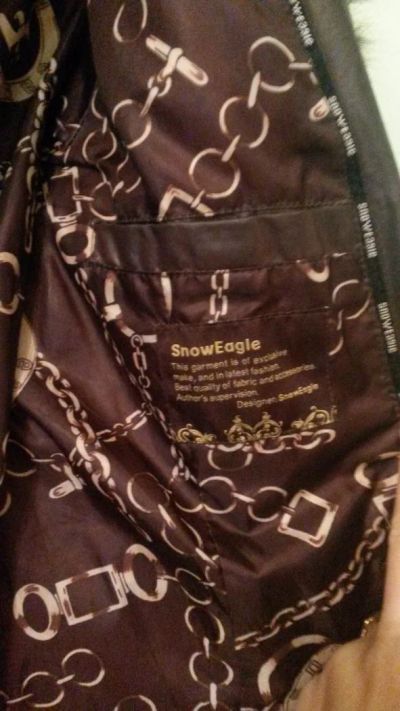 SNOWEAGLE
SNOWEAGLE
SNOWEAGLE
SNOWEAGLE
SnowEagle
This garment is of exclusive
make, and in latest fashion.
Best quality of fabric and accessories.
Author's supervision.
Designer: SnowEagle